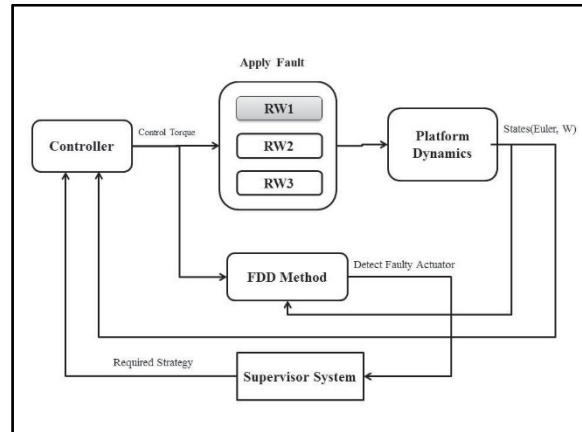 Apply Fault
RW1
Controller
Control Torque
RW2
Platform
Dynamics
States(Euler, W)
RW3
FDD Method
Detect Faulty Actuator
Required Strategy
Supervisor System